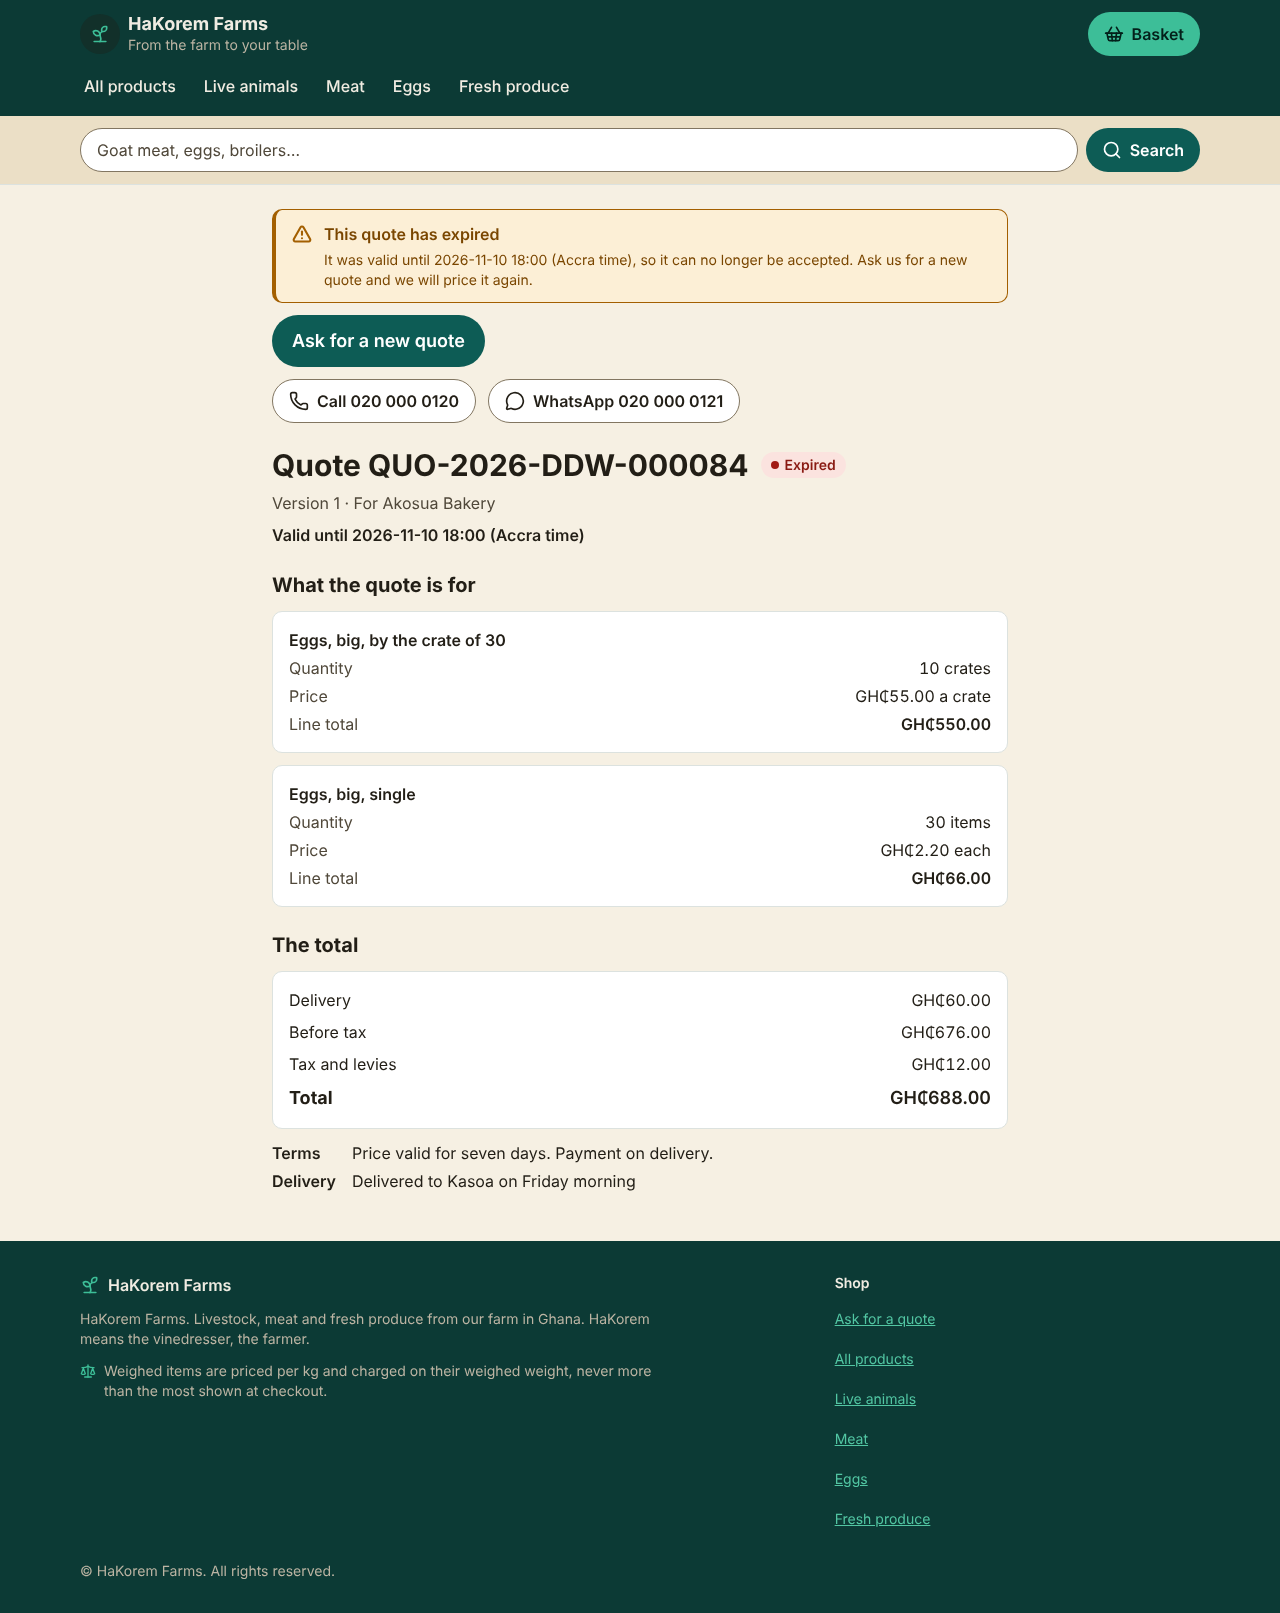 HaKorem Farms
From the farm to your table
Basket
All products
Live animals
Meat
Eggs
Fresh produce
Goat meat, eggs, broilers...
Search
This quote has expired
It was valid until 2026-11-10 18:00 (Accra time), so it can no longer be accepted. Ask us for a new
quote and we will price it again.
Ask for a new quote
Call 020 000 0120
WhatsApp 020 000 0121
Quote QUO-2026-DDW-000084
Expired
Version 1 · For Akosua Bakery
Valid until 2026-11-10 18:00 (Accra time)
What the quote is for
Eggs, big, by the crate of 30
Quantity 10 crates
Price GH₵55.00 a crate
Line total GH₵550.00
Eggs, big, single
Quantity 30 items
Price GH₵2.20 each
Line total GH₵66.00
The total
Delivery GH₵60.00
Before tax GH₵676.00
Tax and levies GH₵12.00
Total GH₵688.00
Terms Price valid for seven days. Payment on delivery.
Delivery Delivered to Kasoa on Friday morning
HaKorem Farms
HaKorem Farms. Livestock, meat and fresh produce from our farm in Ghana. HaKorem
means the vinedresser, the farmer.
Weighed items are priced per kg and charged on their weighed weight, never more
than the most shown at checkout.
Shop
Ask for a quote
All products
Live animals
Meat
Eggs
Fresh produce
© HaKorem Farms. All rights reserved.